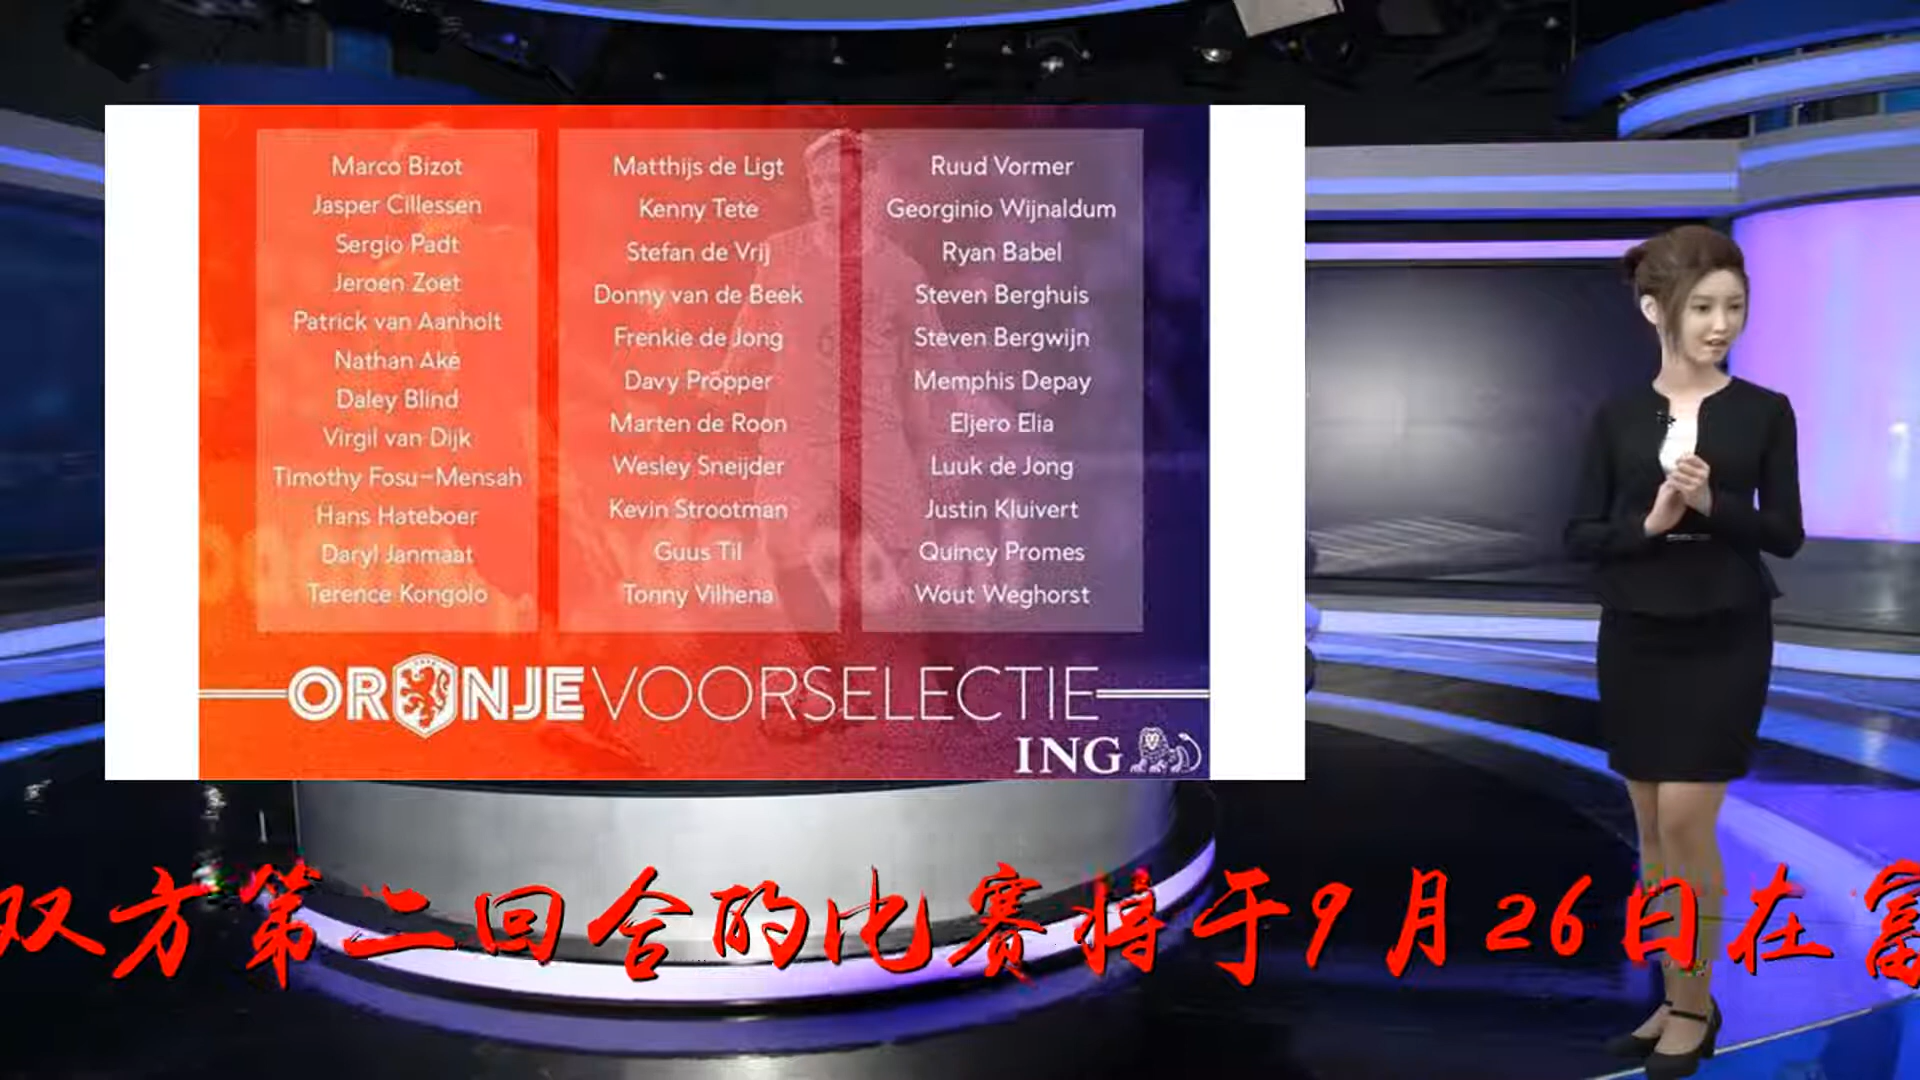 Marco Bizot
Jasper Cillessen
Sergio Padt
Jeroen Zoet
Patrick van Aanholt
Nathan Aké
Daley Blind
Virgil van Dijk
Timothy Fosu-Mensah
Hans Hateboer
Daryl Janmaat
Terence Kongolo
Matthijs de Ligt
Kenny Tete
Stefan de Vrij
Donny van de Beek
Frenkie de Jong
Davy Pröpper
Marten de Roon
Wesley Sneijder
Kevin Strootman
Guus Til
Tonny Vilhena
Ruud Vormer
Georginio Wijnaldum
Ryan Babel
Steven Berghuis
Steven Bergwijn
Memphis Depay
Eljero Elia
Luuk de Jong
Justin Kluivert
Quincy Promes
Wout Weghorst
ORANJE VOORSELECTIE
ING
双方第二回合的比赛将于9月26日在富